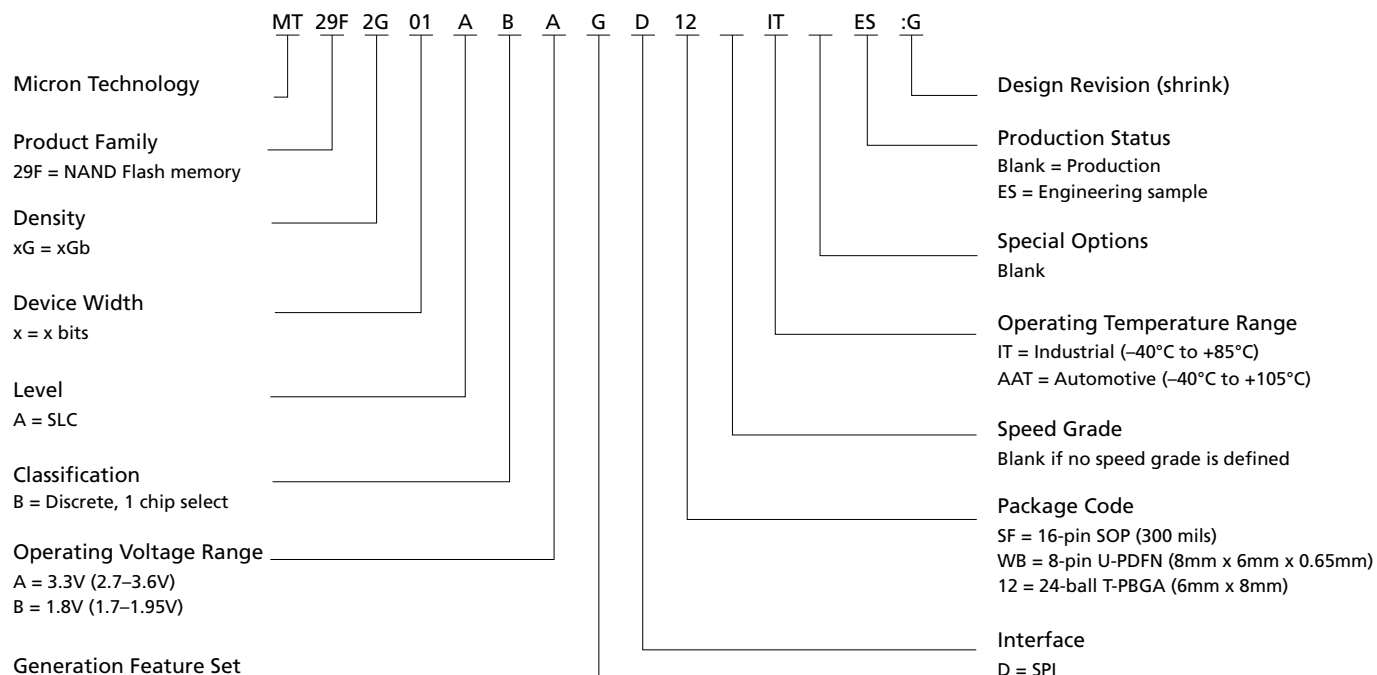 MT 29F 2G 01 A B A G D 12 IT ES :G
Micron Technology
Product Family
29F = NAND Flash memory
Density
xG = xGb
Device Width
x = x bits
Level
A = SLC
Classification
B = Discrete, 1 chip select
Operating Voltage Range
A = 3.3V (2.7–3.6V)
B = 1.8V (1.7–1.95V)
Generation Feature Set
Design Revision (shrink)
Production Status
Blank = Production
ES = Engineering sample
Special Options
Blank
Operating Temperature Range
IT = Industrial (–40°C to +85°C)
AAT = Automotive (–40°C to +105°C)
Speed Grade
Blank if no speed grade is defined
Package Code
SF = 16-pin SOP (300 mils)
WB = 8-pin U-PDFN (8mm x 6mm x 0.65mm)
12 = 24-ball T-PBGA (6mm x 8mm)
Interface
D = SPI